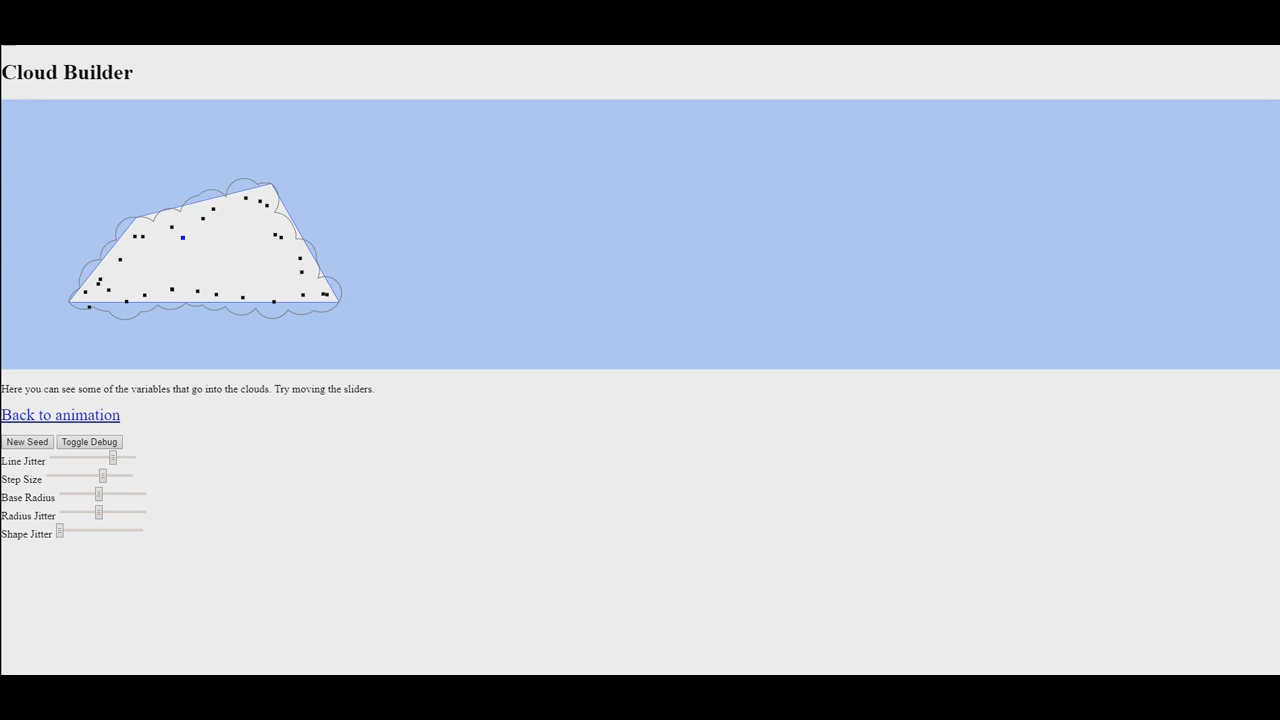 Cloud Builder
Here you can see some of the variables that go into the clouds. Try moving the sliders.
Back to animation
New Seed Toggle Debug
Line Jitter
Step Size
Base Radius
Radius Jitter
Shape Jitter